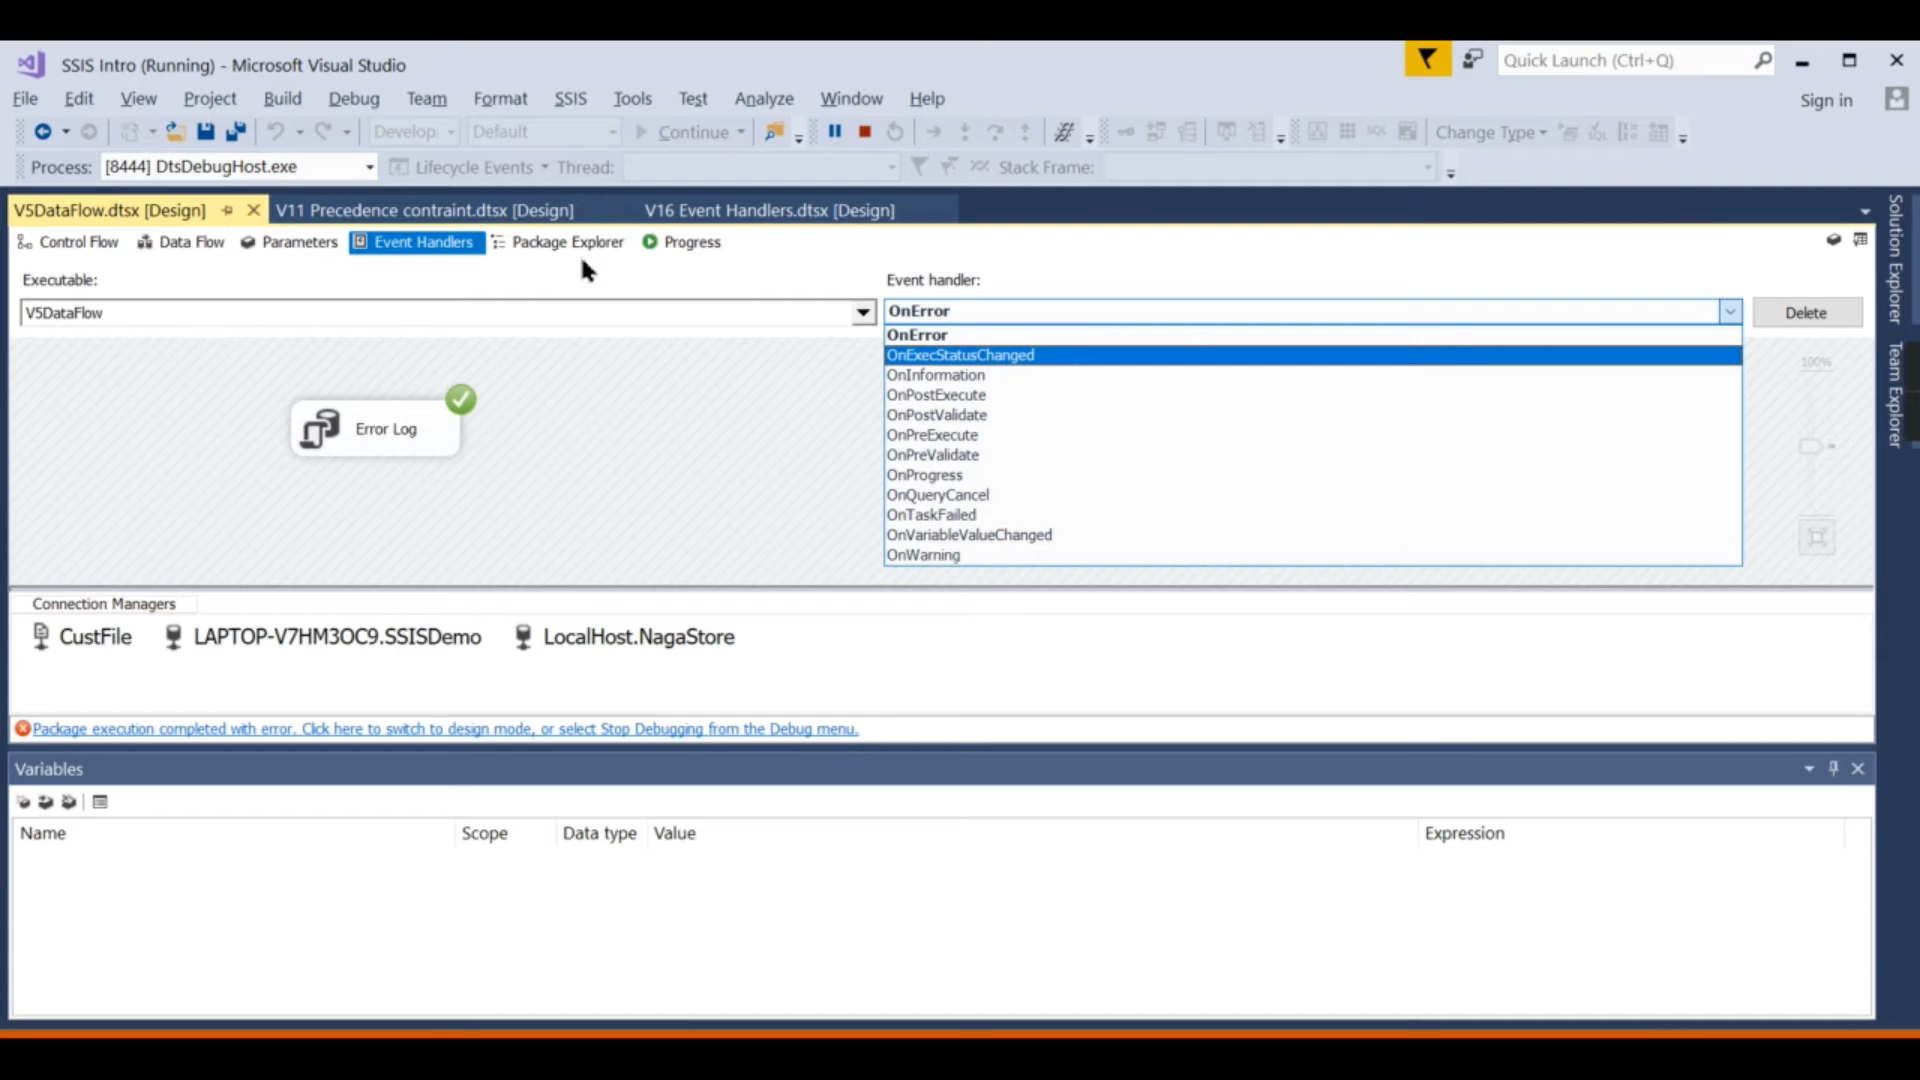 SSIS Intro (Running) - Microsoft Visual Studio
Quick Launch (Ctrl+Q)
File Edit View Project Build Debug Team Format SSIS Tools Test Analyze Window Help
Sign in
Develop Default Continue Change Type
Process: [8444] DtsDebugHost.exe Lifecycle Events Thread: Stack Frame:
V5DataFlow.dtsx [Design] V11 Precedence contraint.dtsx [Design] V16 Event Handlers.dtsx [Design]
Control Flow Data Flow Parameters Event Handlers Package Explorer Progress
Executable: Event handler:
V5DataFlow OnError Delete
OnError
OnExecStatusChanged
OnInformation
OnPostExecute
OnPostValidate
OnPreExecute
OnPreValidate
OnProgress
OnQueryCancel
OnTaskFailed
OnVariableValueChanged
OnWarning
100%
Error Log
Solution Explorer
Team Explorer
Connection Managers
CustFile LAPTOP-V7HM3OC9.SSISDemo LocalHost.NagaStore
Package execution completed with error. Click here to switch to design mode, or select Stop Debugging from the Debug menu.
Variables
Name Scope Data type Value Expression